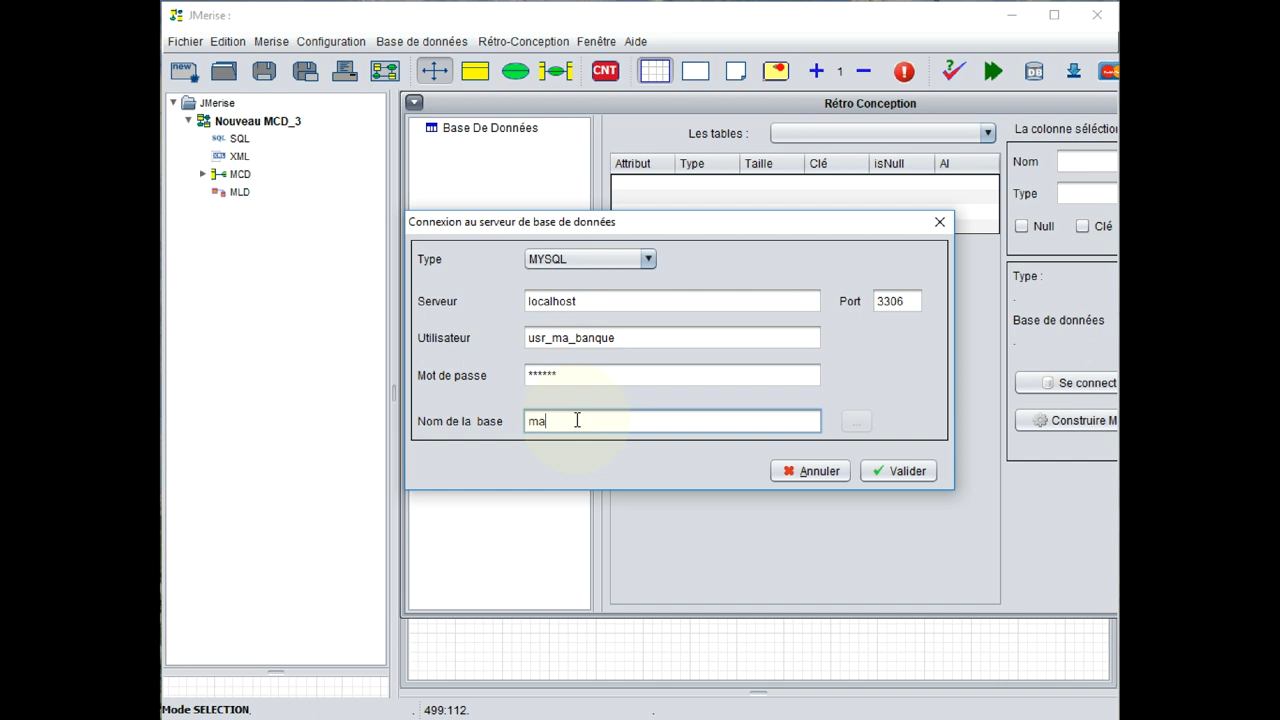 JMerise :
Fichier Edition Merise Configuration Base de données Rétro-Conception Fenêtre Aide
new CNT 1 DB
JMerise
Nouveau MCD_3
SQL SQL
XML
MCD
MLD
Rétro Conception
Base De Données
Les tables :
Attribut Type Taille Clé isNull AI
La colonne séléction
Nom
Type
Null Clé
Type :
.
Base de données
.
Se connect
Construire M
Connexion au serveur de base de données
Type MYSQL
Serveur localhost Port 3306
Utilisateur usr_ma_banque
Mot de passe ******
Nom de la base ma ...
Annuler Valider
Mode SELECTION. . 499:112. .